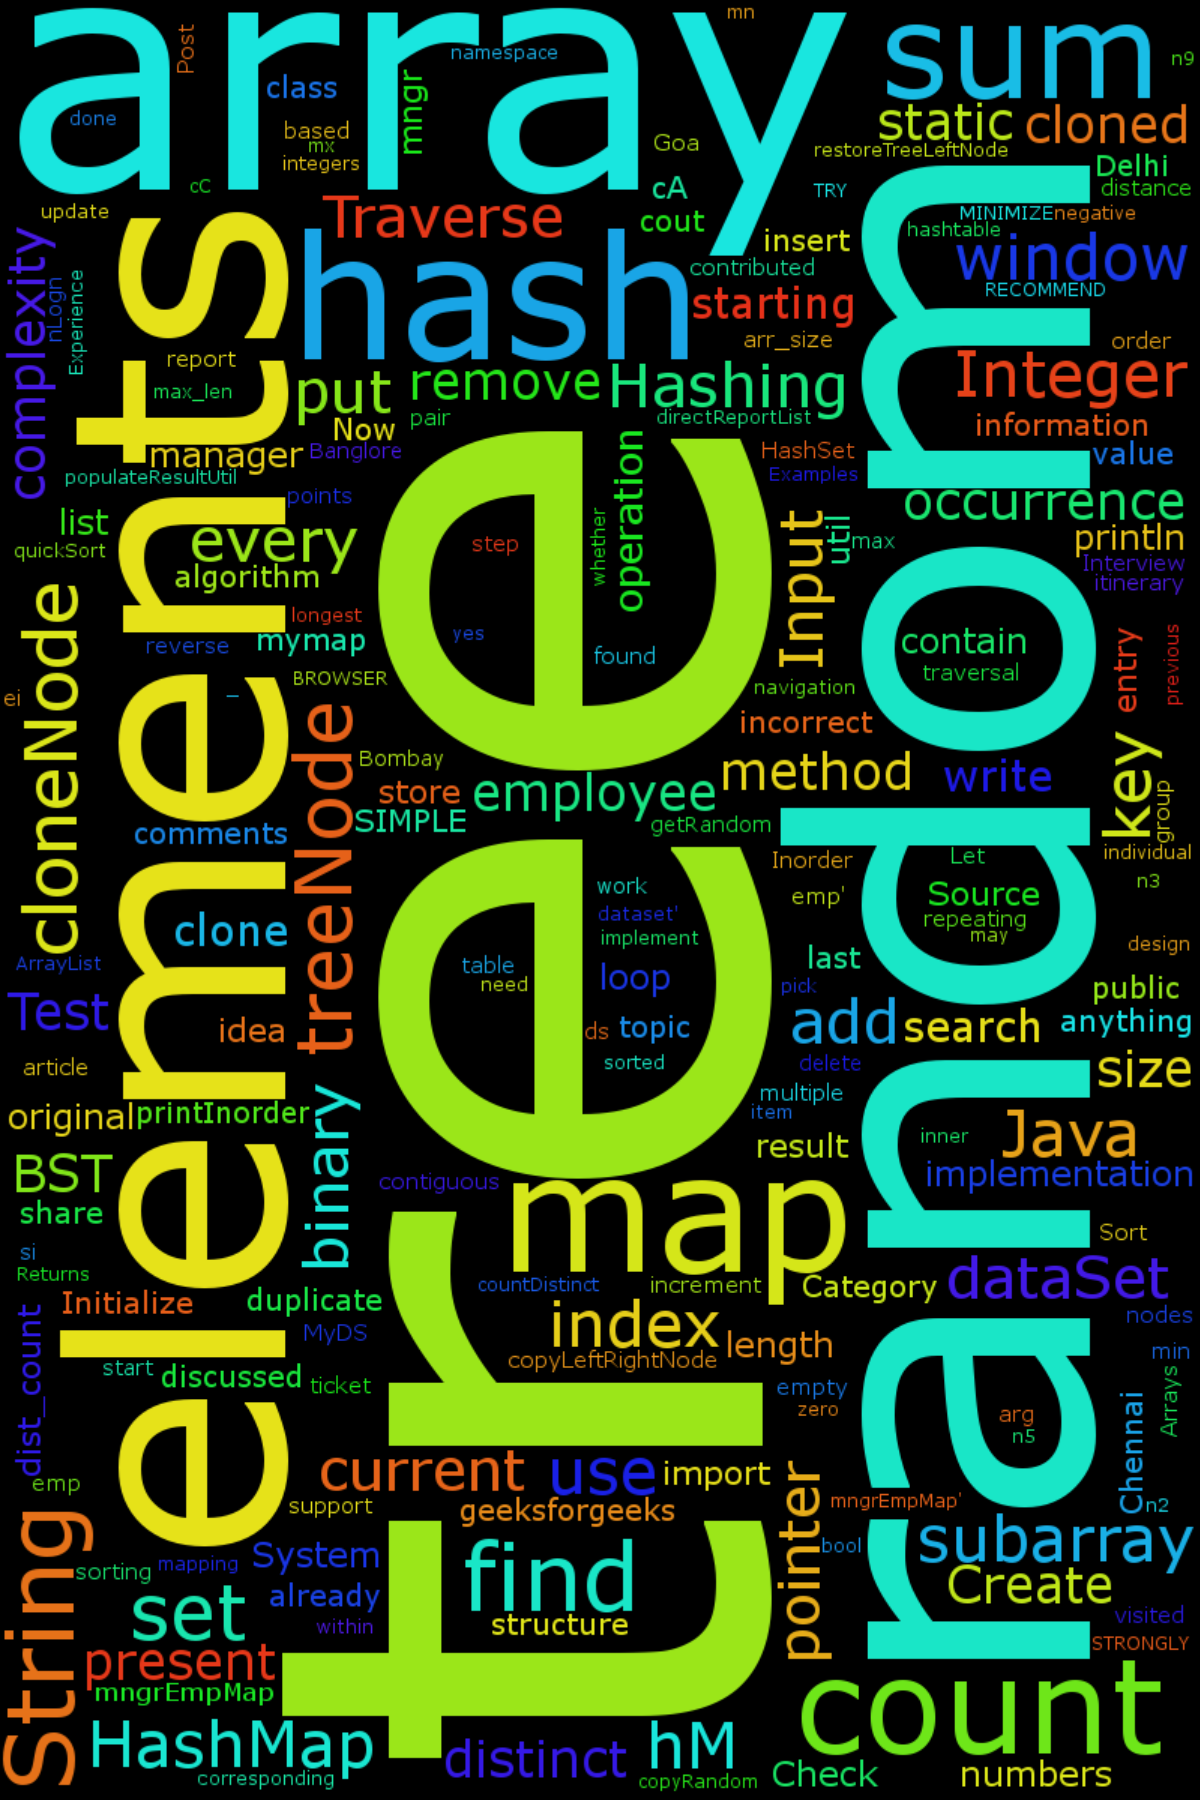 array
sum
mn
Post
namespace
n9
class
mngr
done
static
cloned
based
mx
integers
Goa
restoreTreeLeftNode
Delhi
cC
cA
TRY
distance
update
Traverse
cout
MINIMIZE
negative
elements
complexity
hash
insert
hashtable
window
random
contributed
nLogn
Experience
RECOMMEND
starting
report
arr_size
order
max_len
put
remove
Hashing
Integer
pair
directReportList
Now
information
manager
Banglore
HashSet
value
populateResultUtil
operation
Examples
points
tree
occurrence
list
every
step
whether
Input
util
max
println
quickSort
algorithm
Interview
itinerary
cloneNode
longest
reverse
mymap
yes
found
contain
entry
previous
traversal
BROWSER
navigation
ei
_
treeNode
incorrect
Bombay
method
write
key
store
employee
SIMPLE
getRandom
group
comments
Inorder
Let
individual
work
emp'
Source
n3
clone
dataset'
repeating
implement
may
design
ArrayList
table
loop
last
need
pick
public
Test
idea
ds
topic
add
search
anything
article
sorted
delete
size
binary
multiple
original
printInorder
item
inner
Java
result
BST
contiguous
map
implementation
share
si
Sort
Returns
countDistinct
increment
Category
dataSet
Initialize
duplicate
dist_count
MyDS
index
length
nodes
start
discussed
ticket
copyLeftRightNode
min
empty
Arrays
zero
arg
Chennai
n5
emp
current
use
import
pointer
support
geeksforgeeks
mngrEmpMap'
n2
String
sorting
mapping
System
find
bool
subarray
already
Create
set
within
structure
visited
present
STRONGLY
mngrEmpMap
count
HashMap
distinct
hM
corresponding
copyRandom
Check
numbers